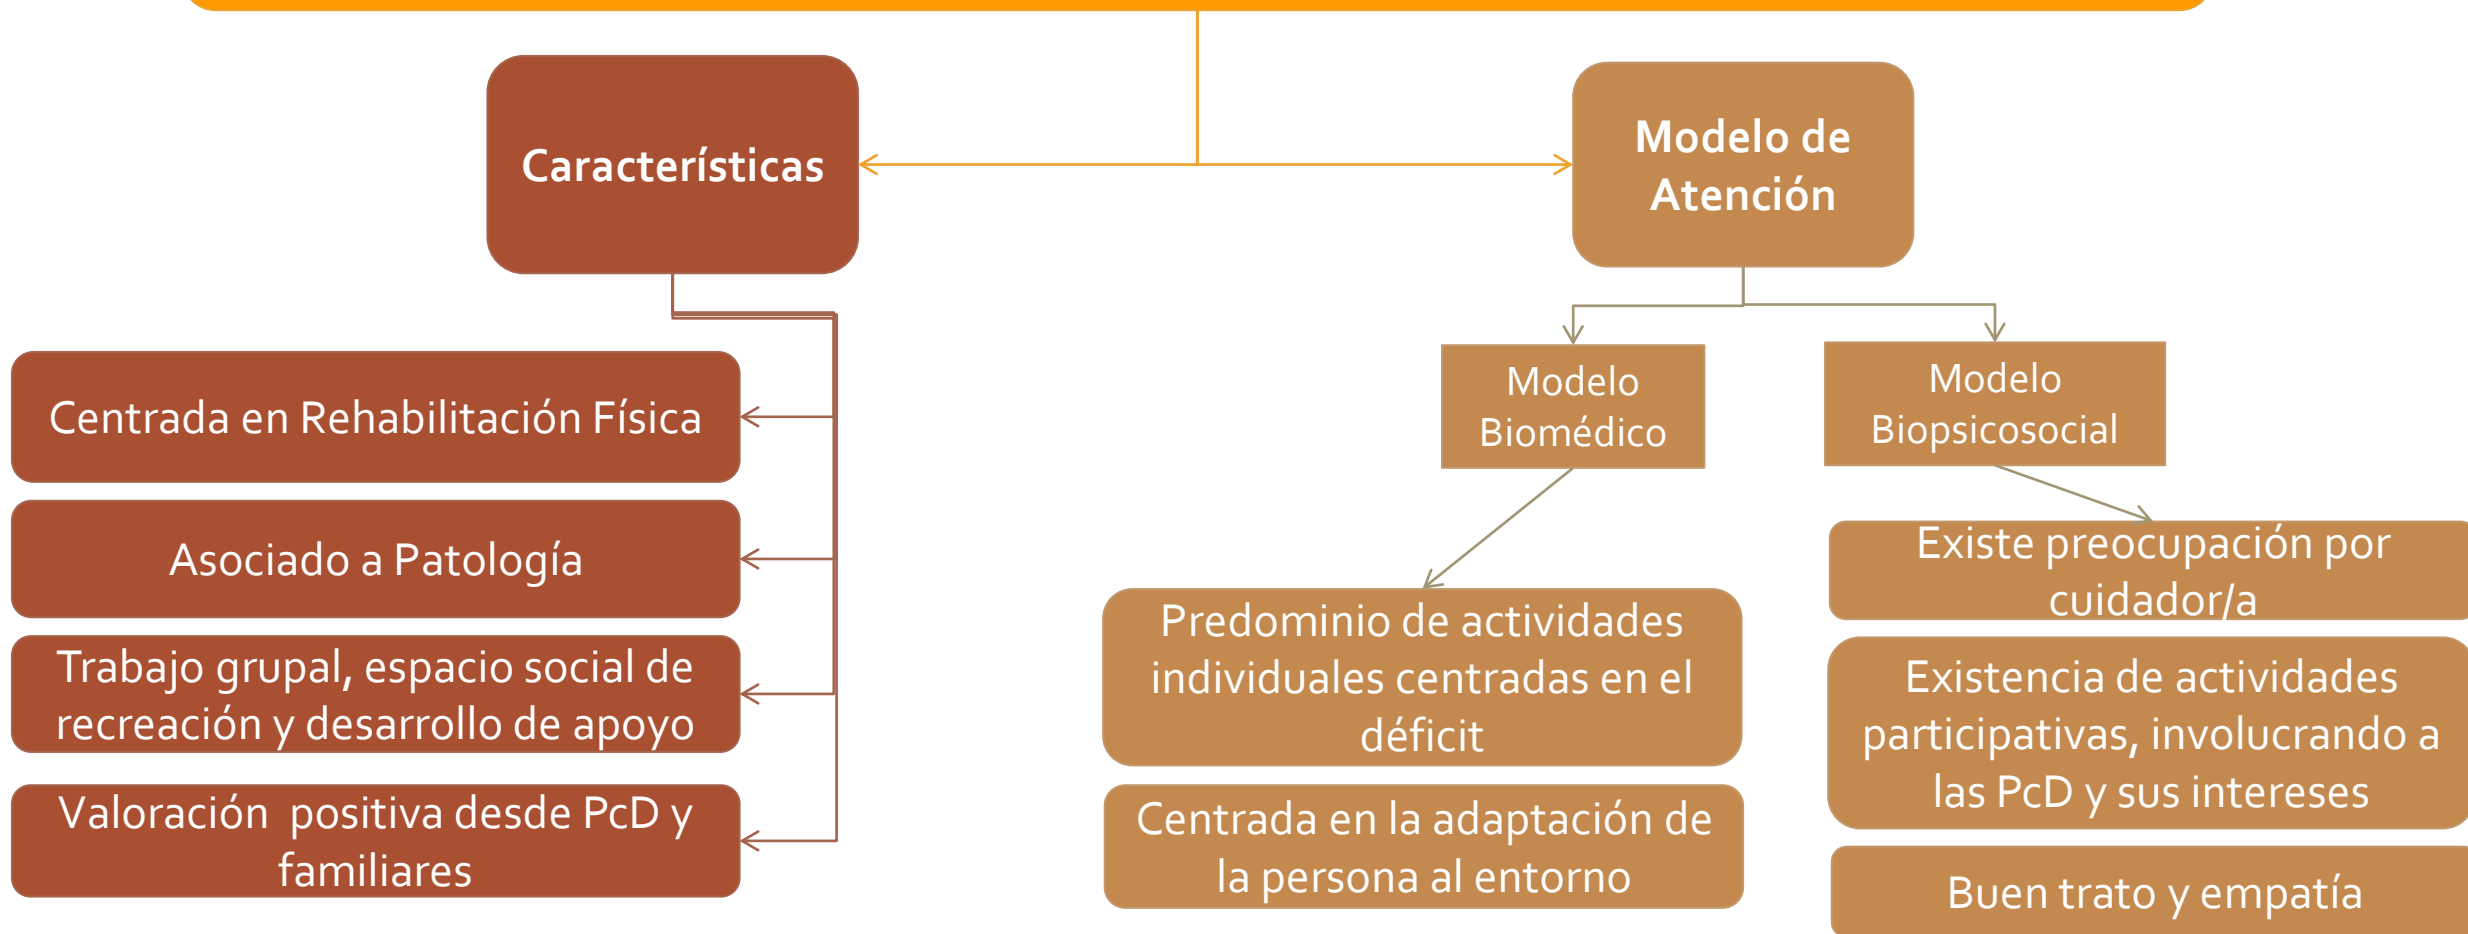 Características
Modelo de
Atención
Centrada en Rehabilitación Física
Asociado a Patología
Trabajo grupal, espacio social de
recreación y desarrollo de apoyo
Valoración  positiva desde PcD y
familiares
Modelo
Biomédico
Modelo
Biopsicosocial
Predominio de actividades
individuales centradas en el
déficit
Centrada en la adaptación de
la persona al entorno
Existe preocupación por
cuidador/a
Existencia de actividades
participativas, involucrando a
las PcD y sus intereses
Buen trato y empatía